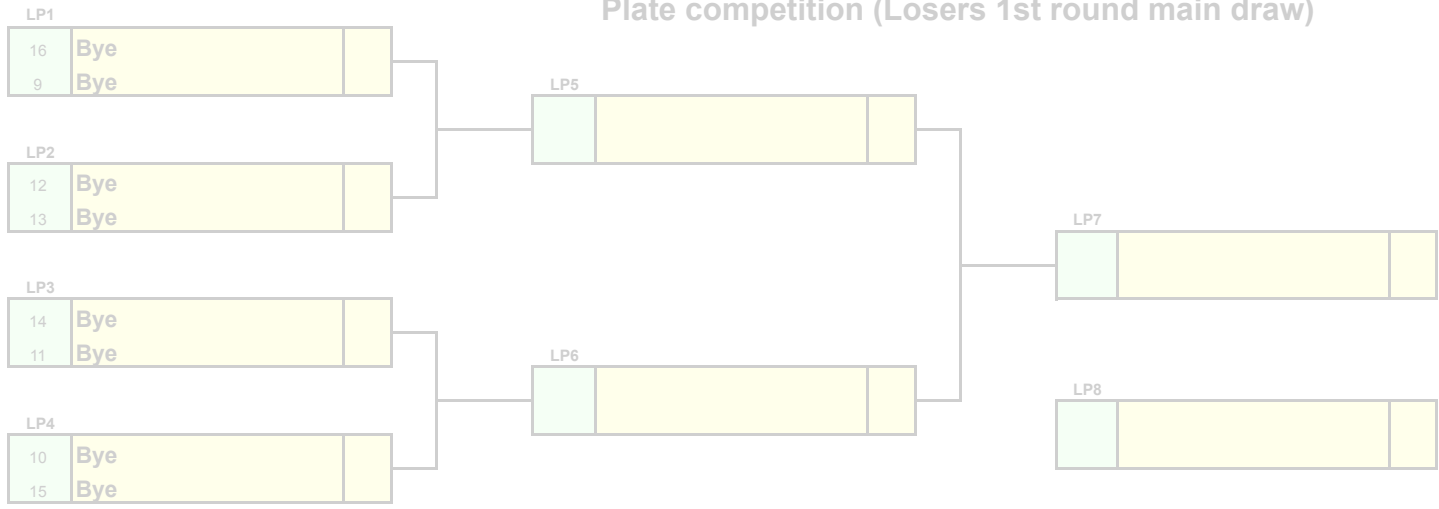 Plate competition (Losers 1st round main draw)
LP1
16 Bye
9 Bye
LP5
LP2
12 Bye
13 Bye
LP7
LP3
14 Bye
11 Bye
LP6
LP8
LP4
10 Bye
15 Bye